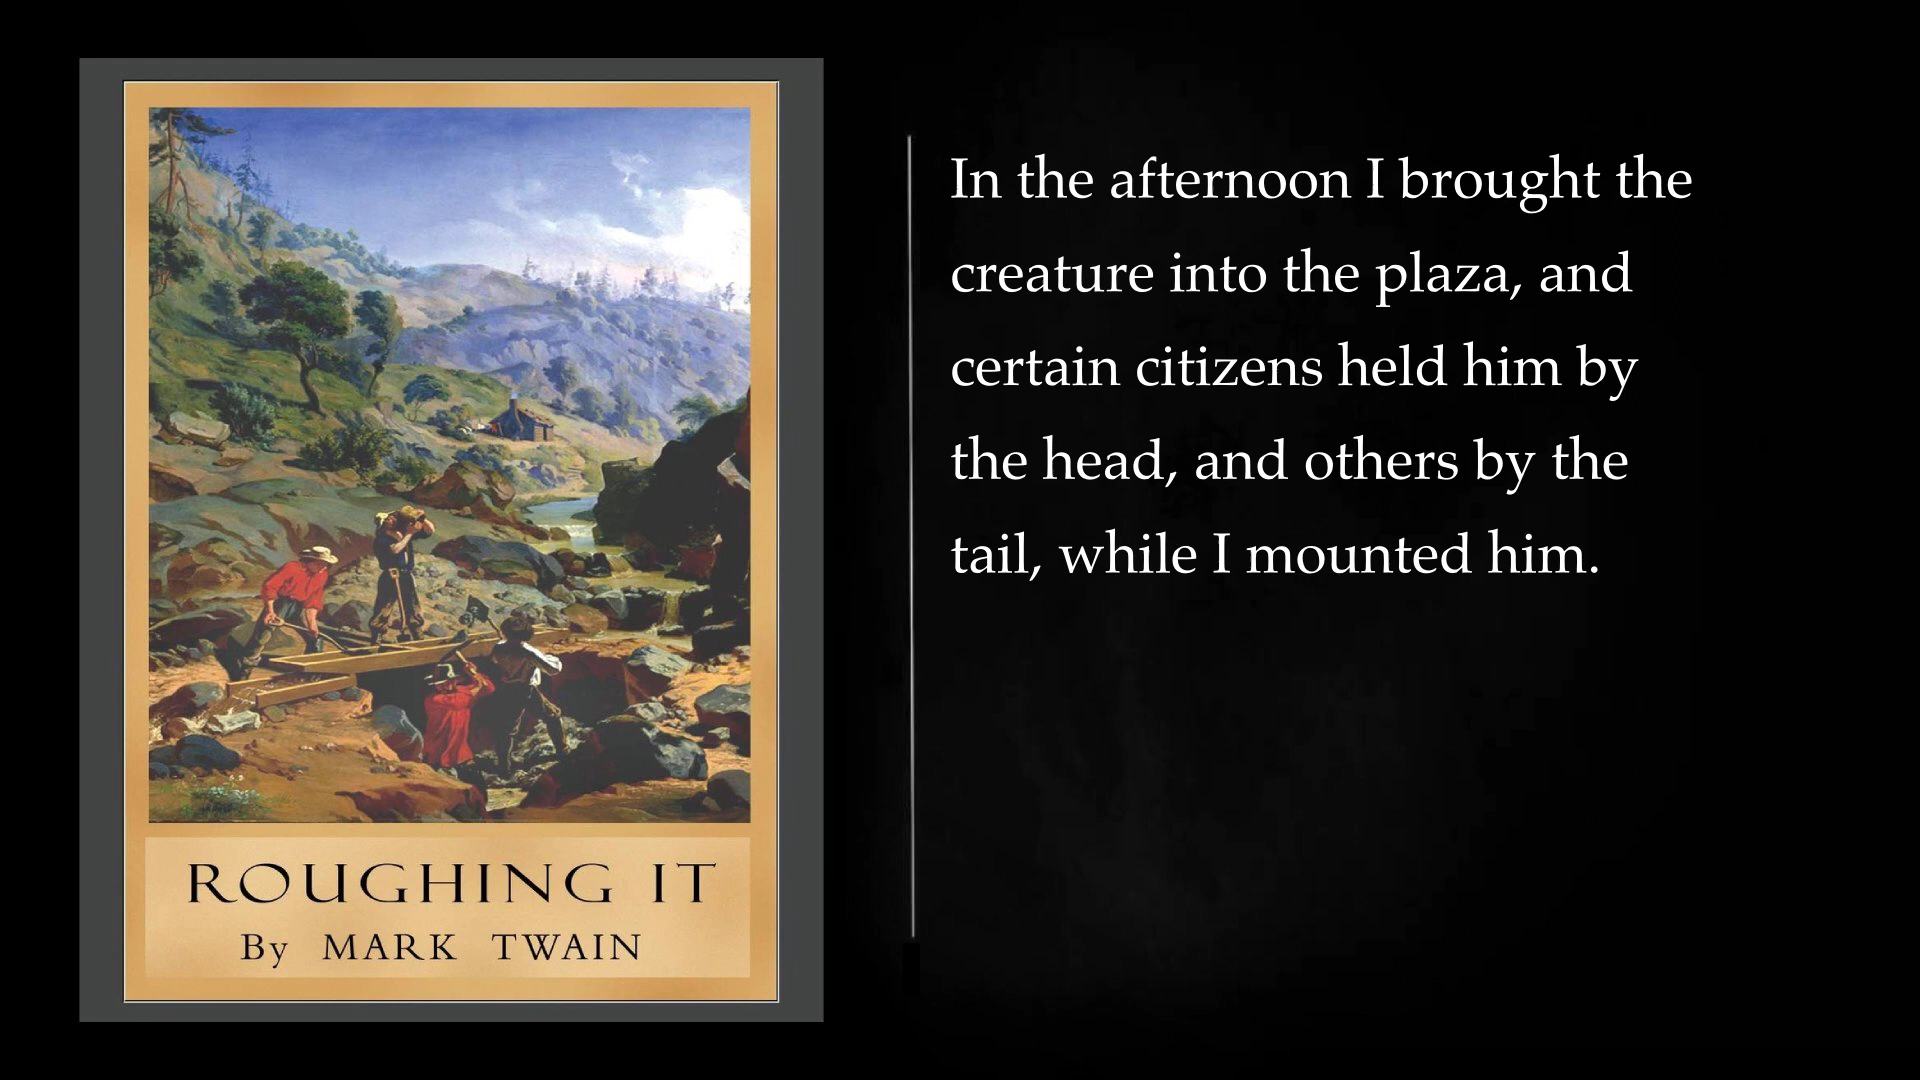 ROUGHING IT
By MARK TWAIN
In the afternoon I brought the
creature into the plaza, and
certain citizens held him by
the head, and others by the
tail, while I mounted him.